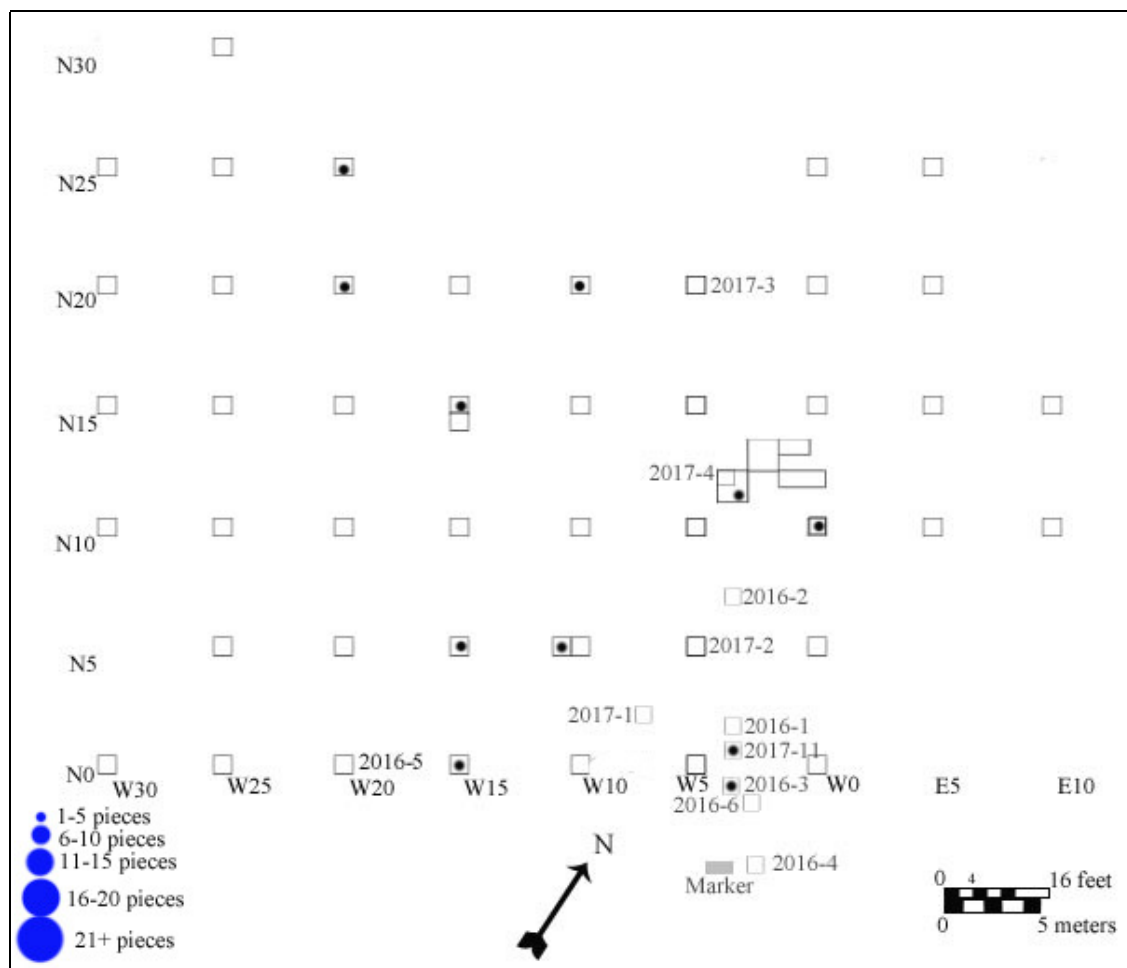 N30
N25
N20
2017-3
N15
2017-4
N10
2016-2
N5
2017-2
2017-1
2016-1
2017-11
N0
2016-5
W30
W25
W20
W15
W10
W5
2016-3
W0
E5
E10
2016-6
1-5 pieces
6-10 pieces
11-15 pieces
16-20 pieces
21+ pieces
N
2016-4
Marker
0 4 16 feet
0 5 meters